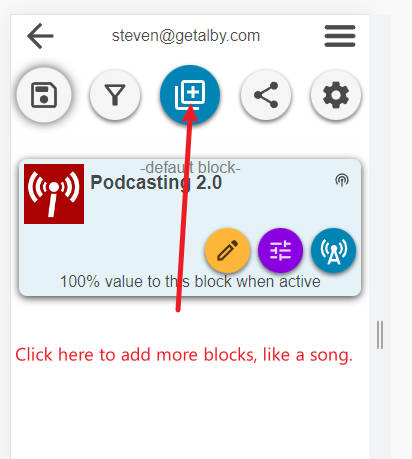 steven@getalby.com
-default block-
Podcasting 2.0
100% value to this block when active
Click here to add more blocks, like a song.